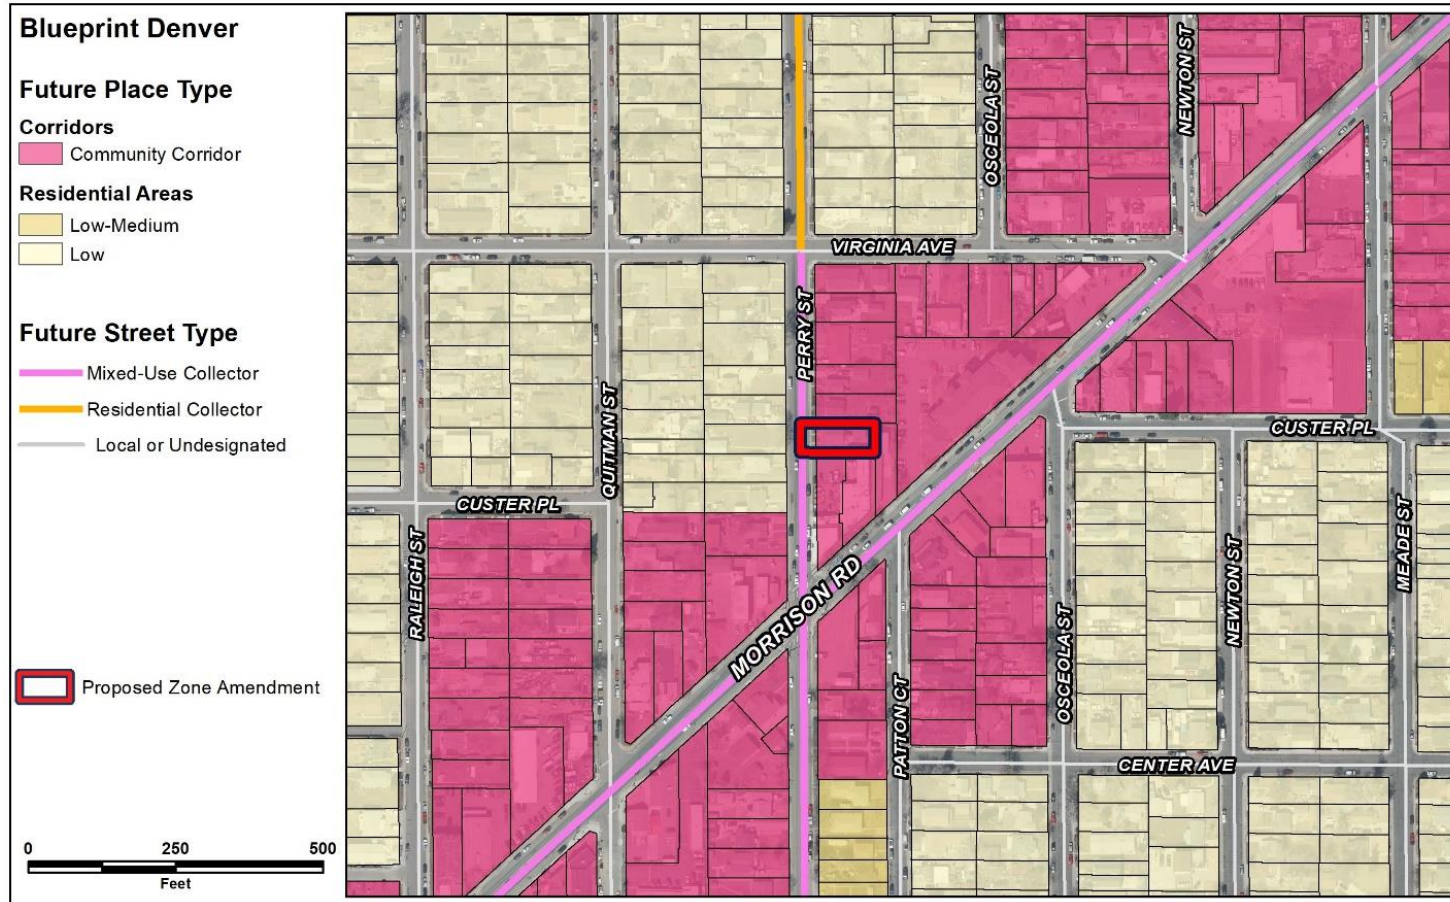 Blueprint Denver
Future Place Type
Corridors
Community Corridor
Residential Areas
Low-Medium
Low
Future Street Type
Mixed-Use Collector
Residential Collector
Local or Undesignated
Proposed Zone Amendment
0 250 500
Feet
OSCEOLA ST
NEWTON ST
VIRGINIA AVE
PERRY ST
QUITMAN ST
CUSTER PL
CUSTER PL
RALEIGH ST
MORRISON RD
PATTON CT
OSCEOLA ST
NEWTON ST
MEADE ST
CENTER AVE